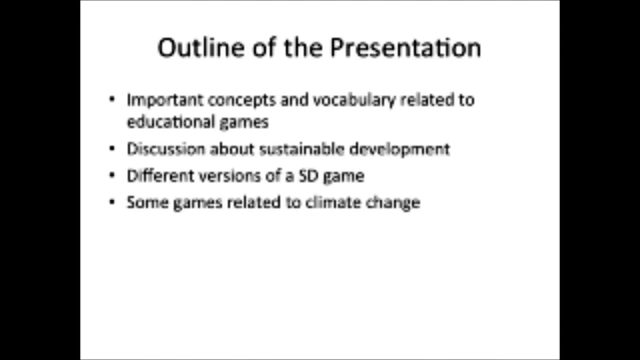 Outline of the Presentation
• Important concepts and vocabulary related to
educational games
• Discussion about sustainable development
• Different versions of a SD game
• Some games related to climate change